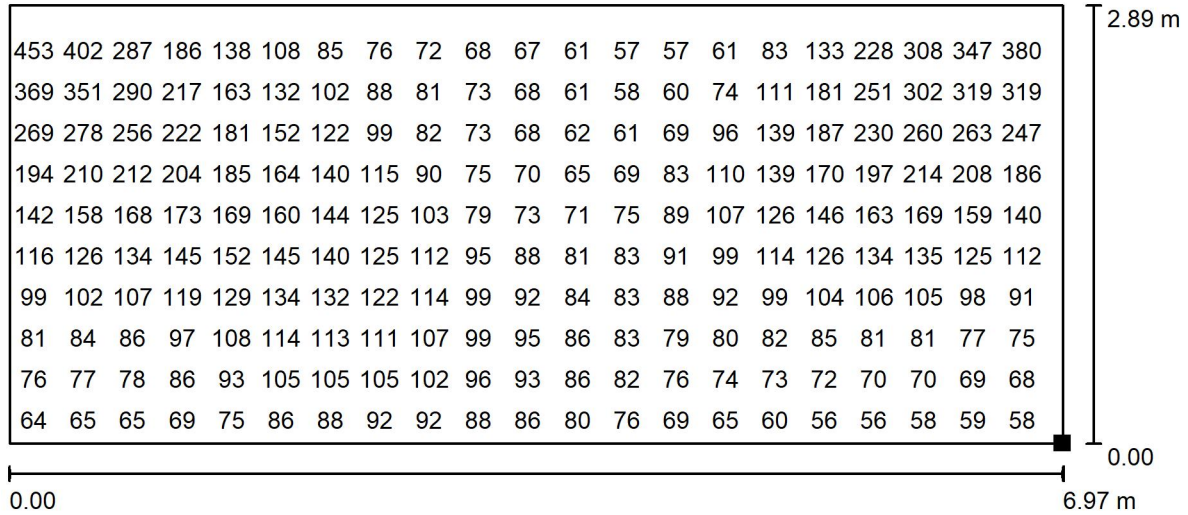 2.89 m
453 402 287 186 138 108 85 76 72 68 67 61 57 57 61 83 133 228 308 347 380
369 351 290 217 163 132 102 88 81 73 68 61 58 60 74 111 181 251 302 319 319
269 278 256 222 181 152 122 99 82 73 68 62 61 69 96 139 187 230 260 263 247
194 210 212 204 185 164 140 115 90 75 70 65 69 83 110 139 170 197 214 208 186
142 158 168 173 169 160 144 125 103 79 73 71 75 89 107 126 146 163 169 159 140
116 126 134 145 152 145 140 125 112 95 88 81 83 91 99 114 126 134 135 125 112
99 102 107 119 129 134 132 122 114 99 92 84 83 88 92 99 104 106 105 98 91
81 84 86 97 108 114 113 111 107 99 95 86 83 79 80 82 85 81 81 77 75
76 77 78 86 93 105 105 105 102 96 93 86 82 76 74 73 72 70 70 69 68
64 65 65 69 75 86 88 92 92 88 86 80 76 69 65 60 56 56 58 59 58
0.00
0.00 6.97 m